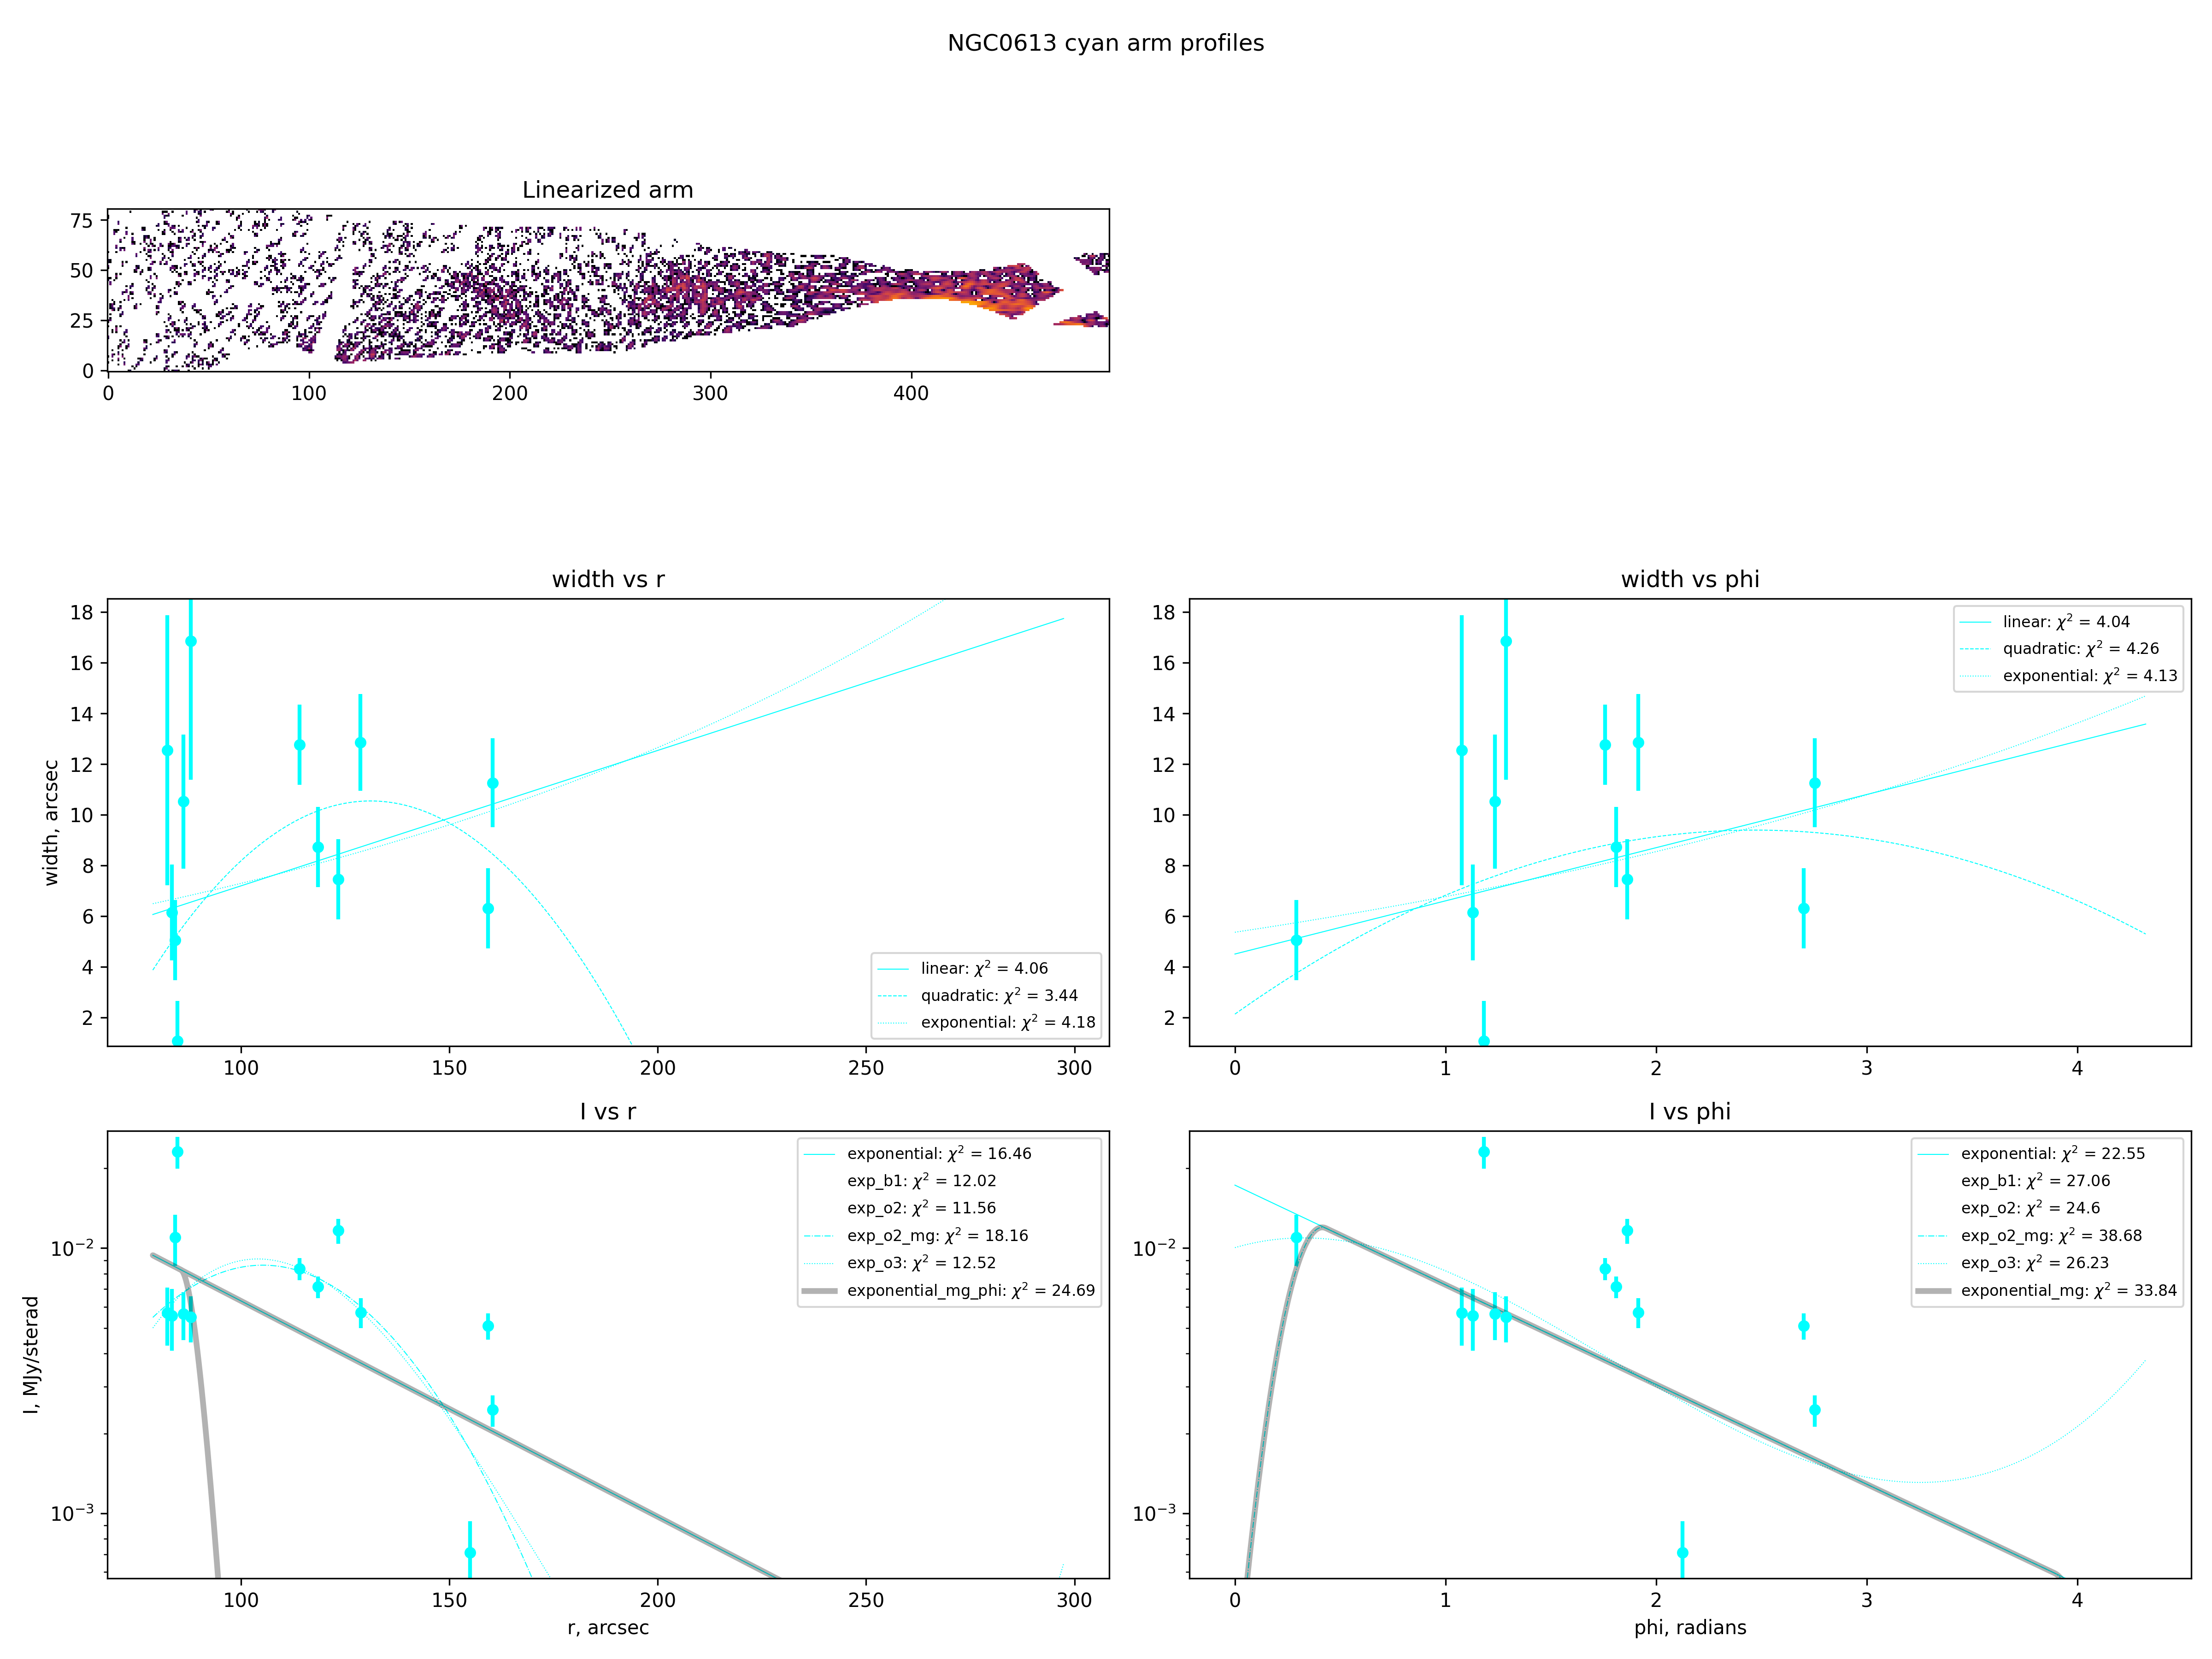 NGC0613 cyan arm profiles
Linearized arm
75
50
25
0
0 100 200 300 400
width vs r
width, arcsec
18
16
14
12
10
8
6
4
2
linear: χ² = 4.06
quadratic: χ² = 3.44
exponential: χ² = 4.18
100 150 200 250 300
width vs phi
18
16
14
12
10
8
6
4
2
linear: χ² = 4.04
quadratic: χ² = 4.26
exponential: χ² = 4.13
0 1 2 3 4
I vs r
I, MJy/sterad
10⁻²
10⁻³
exponential: χ² = 16.46
exp_b1: χ² = 12.02
exp_o2: χ² = 11.56
exp_o2_mg: χ² = 18.16
exp_o3: χ² = 12.52
exponential_mg_phi: χ² = 24.69
100 150 200 250 300
r, arcsec
I vs phi
10⁻²
10⁻³
exponential: χ² = 22.55
exp_b1: χ² = 27.06
exp_o2: χ² = 24.6
exp_o2_mg: χ² = 38.68
exp_o3: χ² = 26.23
exponential_mg: χ² = 33.84
0 1 2 3 4
phi, radians